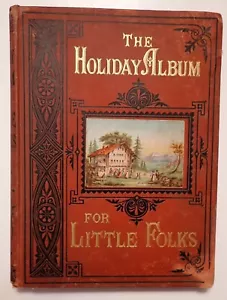 THE
HOLIDAY ALBUM
FOR
LITTLE FOLKS